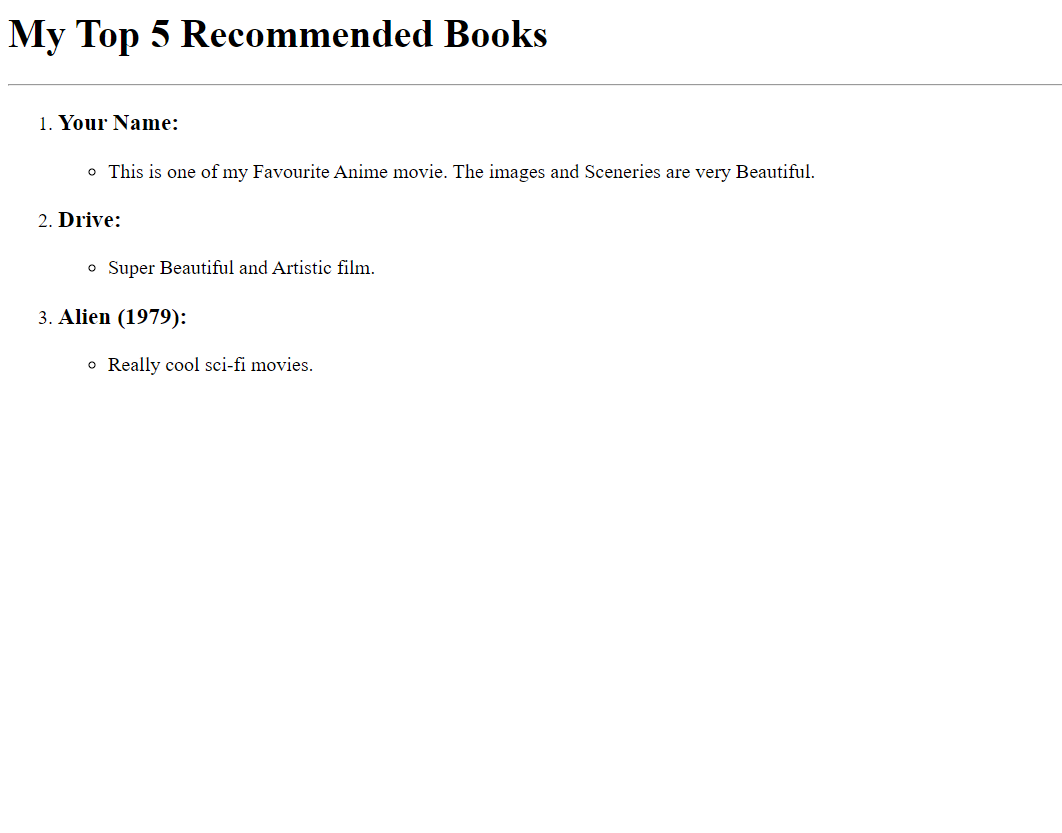 My Top 5 Recommended Books
1. Your Name:
This is one of my Favourite Anime movie. The images and Sceneries are very Beautiful.
2. Drive:
Super Beautiful and Artistic film.
3. Alien (1979):
Really cool sci-fi movies.